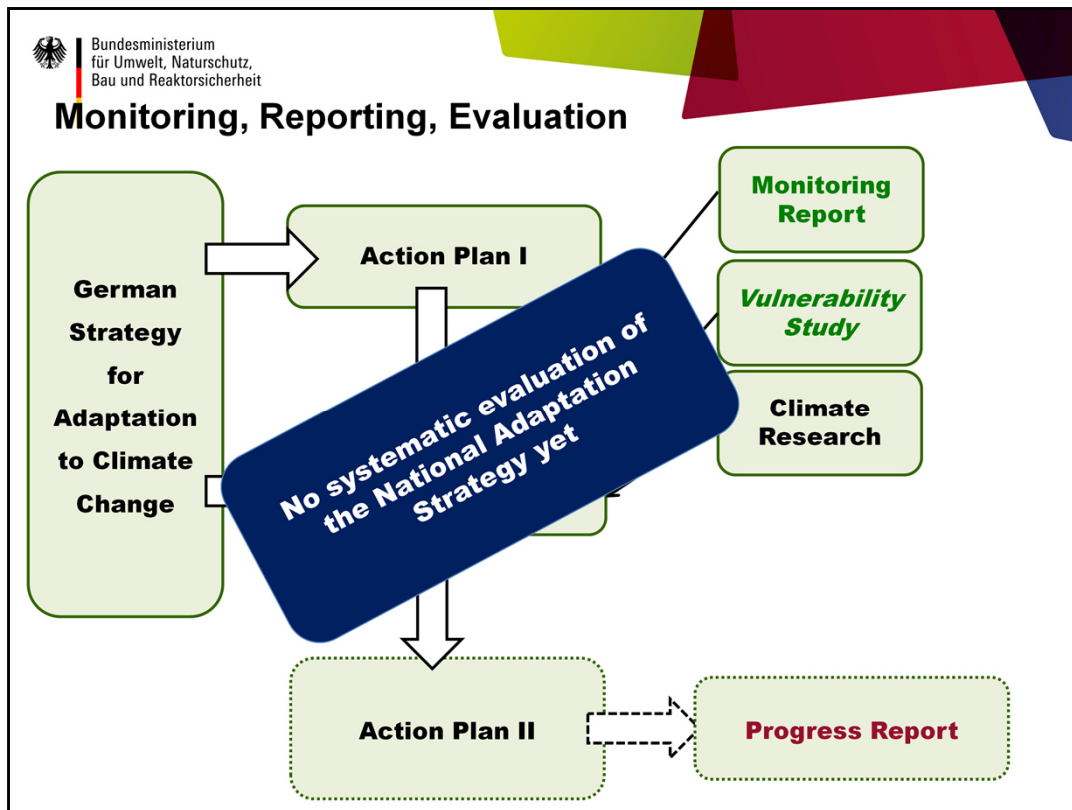 Bundesministerium
für Umwelt, Naturschutz,
Bau und Reaktorsicherheit
Monitoring, Reporting, Evaluation
German
Strategy
for
Adaptation
to Climate
Change
Action Plan I
Monitoring
Report
Vulnerability
Study
Climate
Research
No systematic evaluation of
the National Adaptation
Strategy yet
Action Plan II
Progress Report